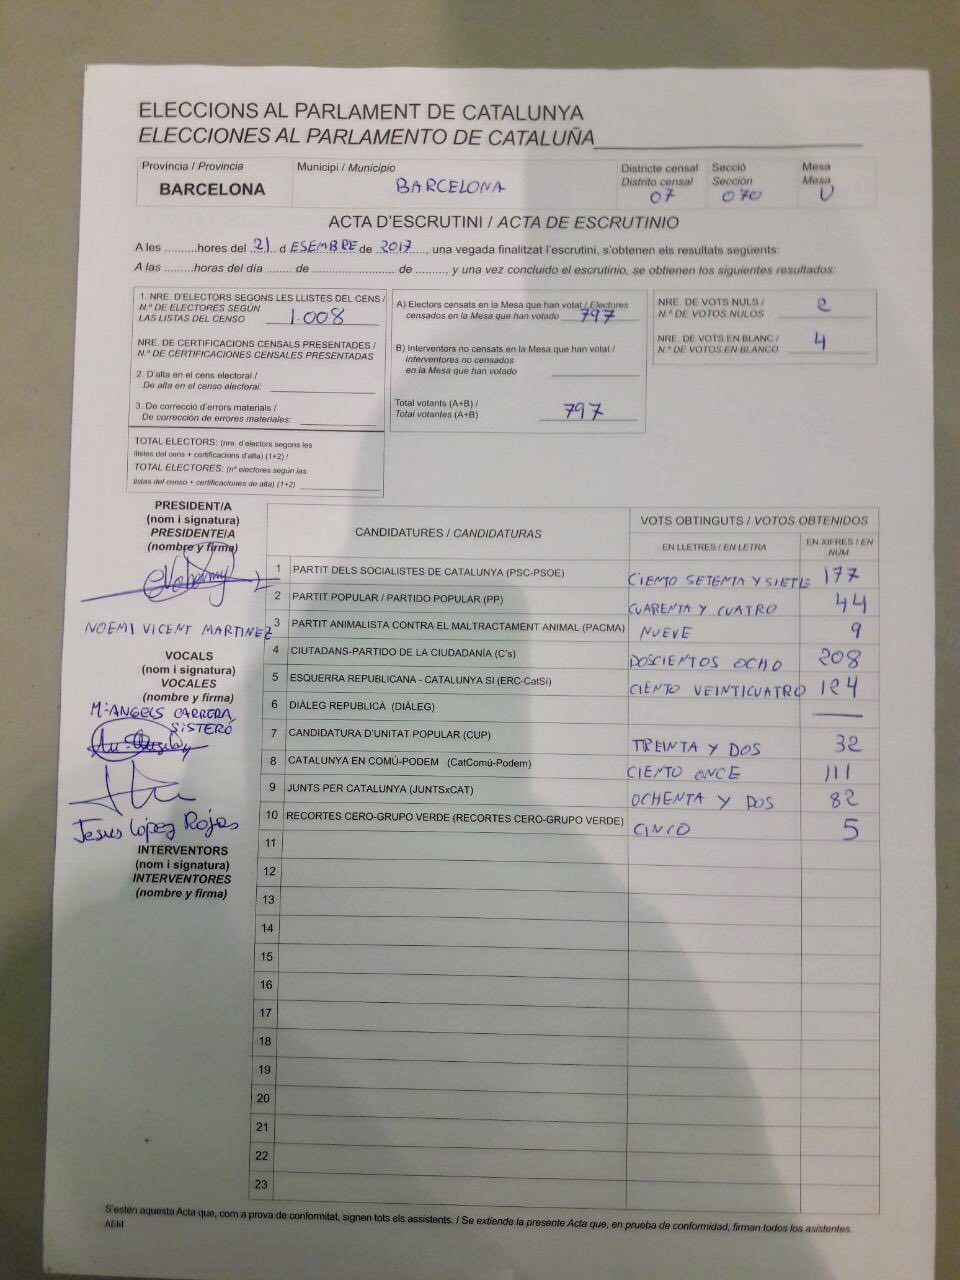 ELECCIONS AL PARLAMENT DE CATALUNYA
ELECCIONES AL PARLAMENTO DE CATALUÑA
Província / Provincia
BARCELONA
Municipi / Municipio
BARCELONA
Districte censal
Distrito censal
07
Secció
Sección
070
Mesa
Mesa
U
ACTA D'ESCRUTINI / ACTA DE ESCRUTINIO
A les .........hores del 21 d ESEMBRE de 2017...., una vegada finalitzat l'escrutini, s'obtenen els resultats següents:
A las .........horas del día ....... de ....................... de ........., y una vez concluido el escrutinio, se obtienen los siguientes resultados:
1. NRE. D'ELECTORS SEGONS LES LLISTES DEL CENS /
N.º DE ELECTORES SEGÚN
LAS LISTAS DEL CENSO 1.008
NRE. DE CERTIFICACIONS CENSALS PRESENTADES /
N.º DE CERTIFICACIONES CENSALES PRESENTADAS
2. D'alta en el cens electoral /
De alta en el censo electoral:
3. De correcció d'errors materials /
De corrección de errores materiales:
TOTAL ELECTORS: (nre. d'electors segons les
llistes del cens + certificacions d'alta) (1+2) /
TOTAL ELECTORES: (nº electores según las
listas del censo + certificaciones de alta) (1+2)
A) Electors censats en la Mesa que han votat / Electores
censados en la Mesa que han votado 797
B) Interventors no censats en la Mesa que han votat /
Interventores no censados
en la Mesa que han votado
Total votants (A+B) /
Total votantes (A+B) 797
NRE. DE VOTS NULS /
N.º DE VOTOS NULOS 2
NRE. DE VOTS EN BLANC /
N.º DE VOTOS EN BLANCO 4
PRESIDENT/A
(nom i signatura)
PRESIDENTE/A
(nombre y firma)
NOEMI VICENT MARTINEZ
VOCALS
(nom i signatura)
VOCALES
(nombre y firma)
Mª ANGELS CARRERA
SISTERÓ
Jesus López Rojas
INTERVENTORS
(nom i signatura)
INTERVENTORES
(nombre y firma)
CANDIDATURES / CANDIDATURAS
VOTS OBTINGUTS / VOTOS OBTENIDOS
EN LLETRES / EN LETRA
EN XIFRES / EN NÚM.
1 PARTIT DELS SOCIALISTES DE CATALUNYA (PSC-PSOE) CIENTO SETENTA Y SIETE 177
2 PARTIT POPULAR / PARTIDO POPULAR (PP) CUARENTA Y CUATRO 44
3 PARTIT ANIMALISTA CONTRA EL MALTRACTAMENT ANIMAL (PACMA) NUEVE 9
4 CIUTADANS-PARTIDO DE LA CIUDADANÍA (C's) DOSCIENTOS OCHO 208
5 ESQUERRA REPUBLICANA - CATALUNYA SÍ (ERC-CatSí) CIENTO VEINTICUATRO 124
6 DIÀLEG REPUBLICÀ (DIÀLEG)
7 CANDIDATURA D'UNITAT POPULAR (CUP) TREINTA Y DOS 32
8 CATALUNYA EN COMÚ-PODEM (CatComú-Podem) CIENTO ONCE 111
9 JUNTS PER CATALUNYA (JUNTSxCAT) OCHENTA Y DOS 82
10 RECORTES CERO-GRUPO VERDE (RECORTES CERO-GRUPO VERDE) CINCO 5
11
12
13
14
15
16
17
18
19
20
21
22
23
S'estén aquesta Acta que, com a prova de conformitat, signen tots els assistents. / Se extiende la presente Acta que, en prueba de conformidad, firman todos los asistentes.
AEM